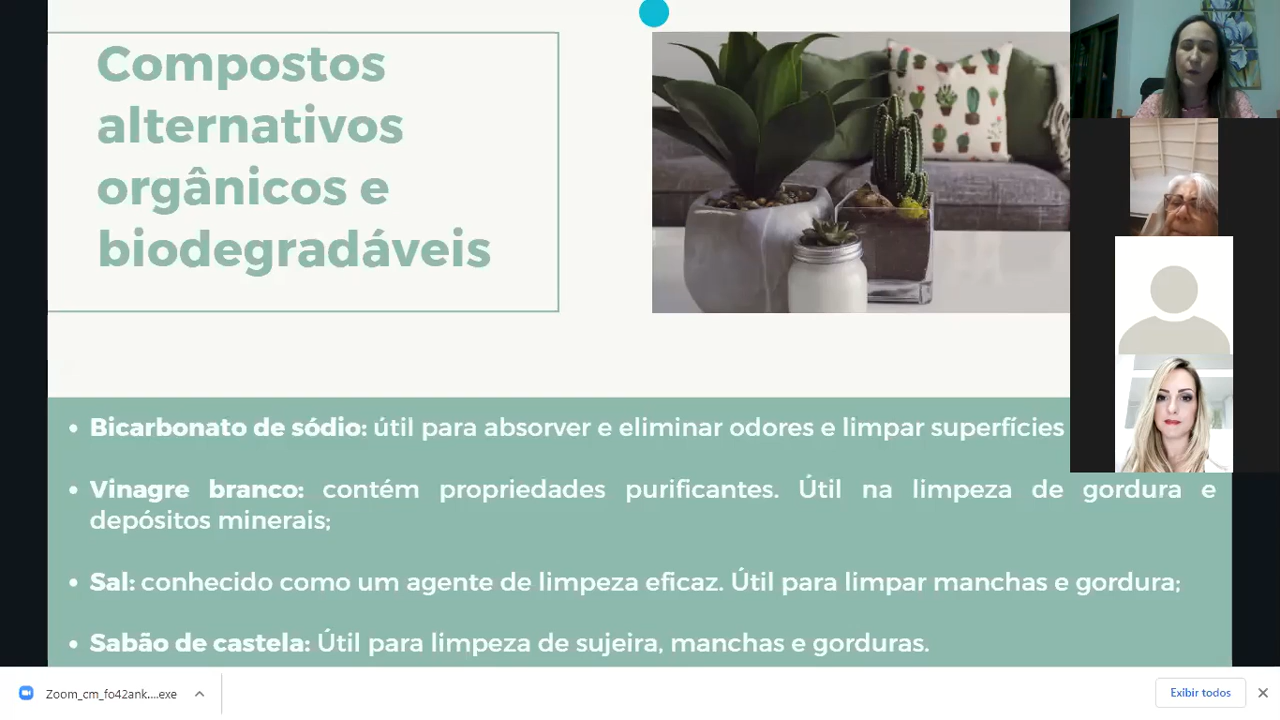 Compostos
alternativos
orgânicos e
biodegradáveis
• Bicarbonato de sódio: útil para absorver e eliminar odores e limpar superfícies
• Vinagre branco: contém propriedades purificantes. Útil na limpeza de gordura e
depósitos minerais;
• Sal: conhecido como um agente de limpeza eficaz. Útil para limpar manchas e gordura;
• Sabão de castela: Útil para limpeza de sujeira, manchas e gorduras.
Zoom_cm_fo42ank....exe
Exibir todos